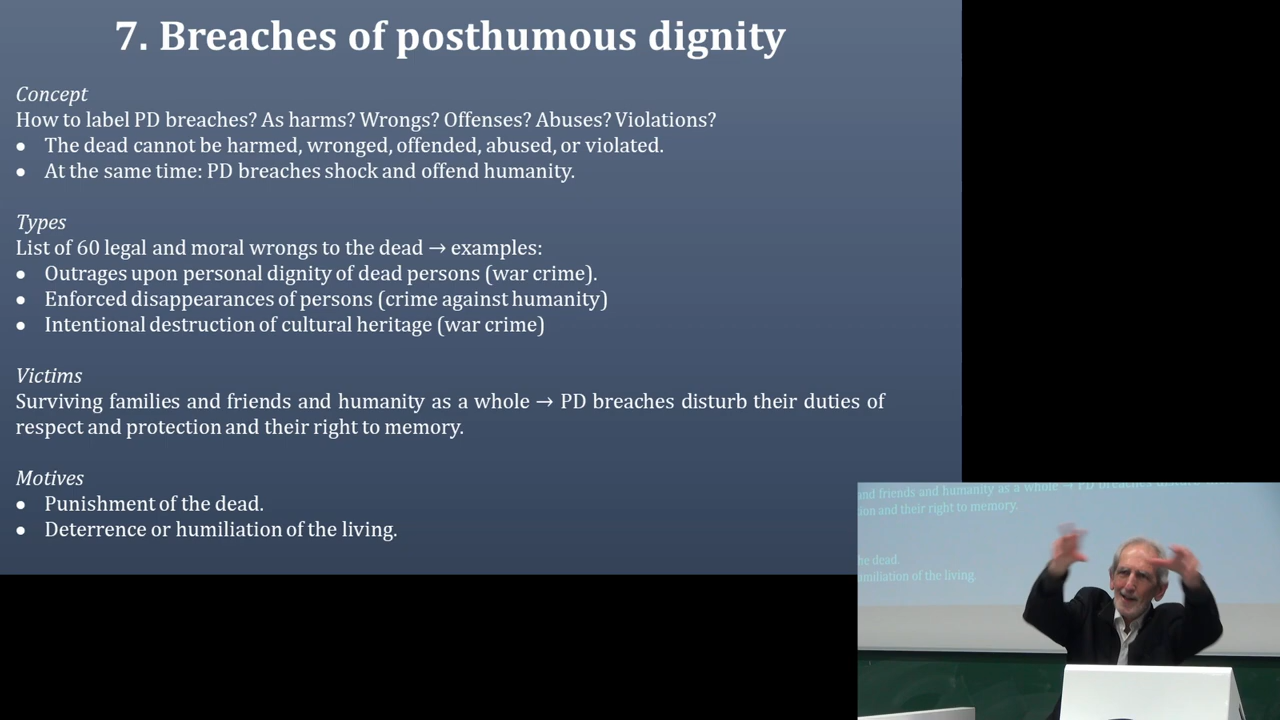 7. Breaches of posthumous dignity
Concept
How to label PD breaches? As harms? Wrongs? Offenses? Abuses? Violations?
• The dead cannot be harmed, wronged, offended, abused, or violated.
• At the same time: PD breaches shock and offend humanity.
Types
List of 60 legal and moral wrongs to the dead → examples:
• Outrages upon personal dignity of dead persons (war crime).
• Enforced disappearances of persons (crime against humanity)
• Intentional destruction of cultural heritage (war crime)
Victims
Surviving families and friends and humanity as a whole → PD breaches disturb their duties of
respect and protection and their right to memory.
Motives
• Punishment of the dead.
• Deterrence or humiliation of the living.
and friends and humanity as a whole → PD breaches
and their right to memory.
dead.
of the living.